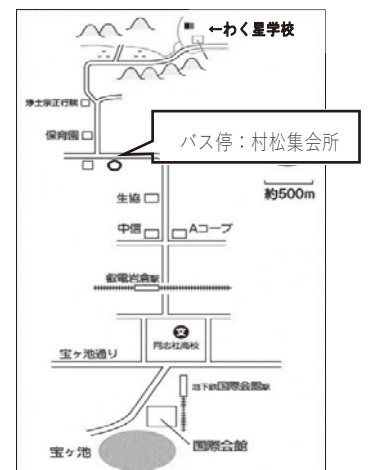 ←わく星学校
浄土宗正行院
保育園
バス停:村松集会所
約500m
生協
中信
Aコープ
叡電岩倉駅
文
同志社高校
宝ヶ池通り
地下鉄国際会館駅
国際会館
宝ヶ池